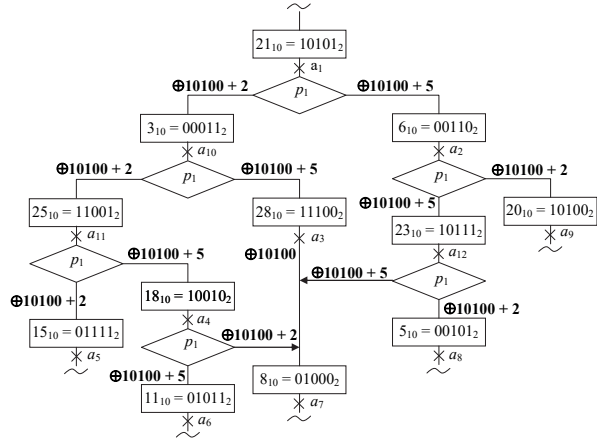 21₁₀ = 10101₂
a₁
⊕10100 + 2
p₁
⊕10100 + 5
3₁₀ = 00011₂
6₁₀ = 00110₂
a₁₀
a₂
⊕10100 + 2
p₁
⊕10100 + 5
p₁
⊕10100 + 2
25₁₀ = 11001₂
28₁₀ = 11100₂
⊕10100 + 5
20₁₀ = 10100₂
a₁₁
a₃
23₁₀ = 10111₂
a₉
p₁
⊕10100 + 5
⊕10100
a₁₂
⊕10100 + 5
p₁
⊕10100 + 2
18₁₀ = 10010₂
⊕10100 + 2
15₁₀ = 01111₂
a₄
5₁₀ = 00101₂
a₅
p₁
⊕10100 + 2
a₈
⊕10100 + 5
8₁₀ = 01000₂
11₁₀ = 01011₂
a₇
a₆